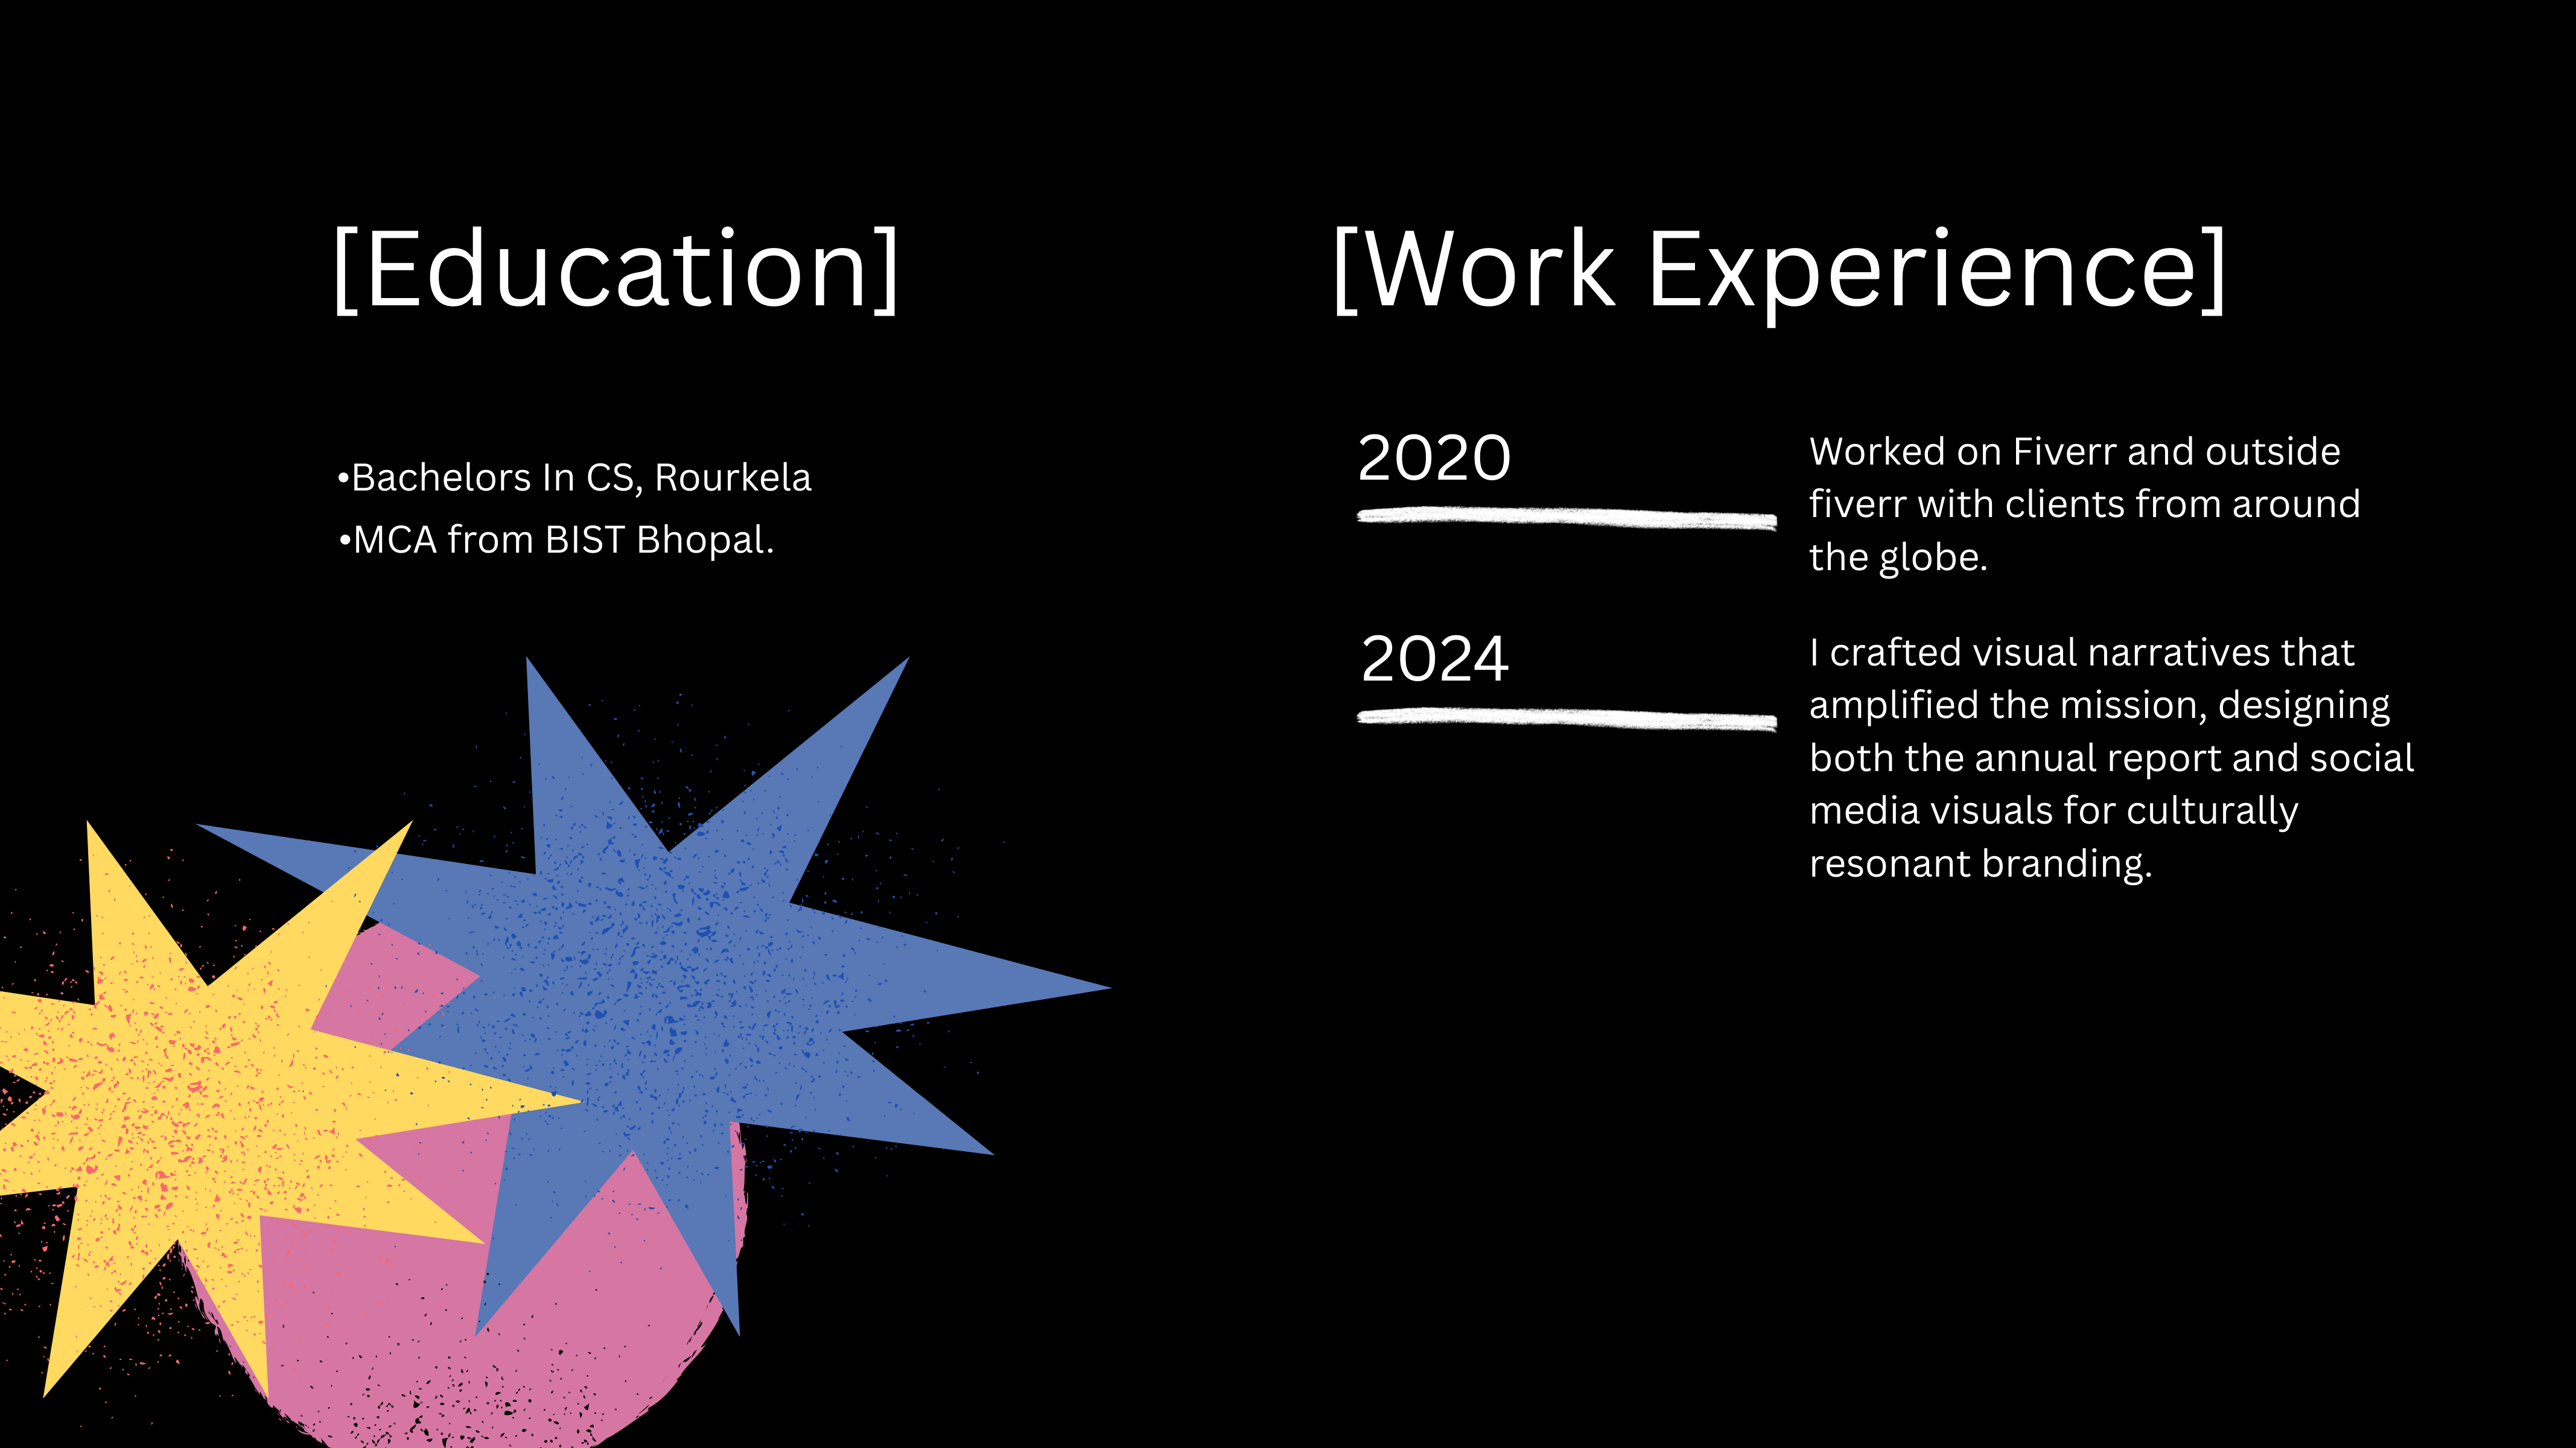 [Education]
•Bachelors In CS, Rourkela
•MCA from BIST Bhopal.
[Work Experience]
2020
Worked on Fiverr and outside
fiverr with clients from around
the globe.
2024
I crafted visual narratives that
amplified the mission, designing
both the annual report and social
media visuals for culturally
resonant branding.